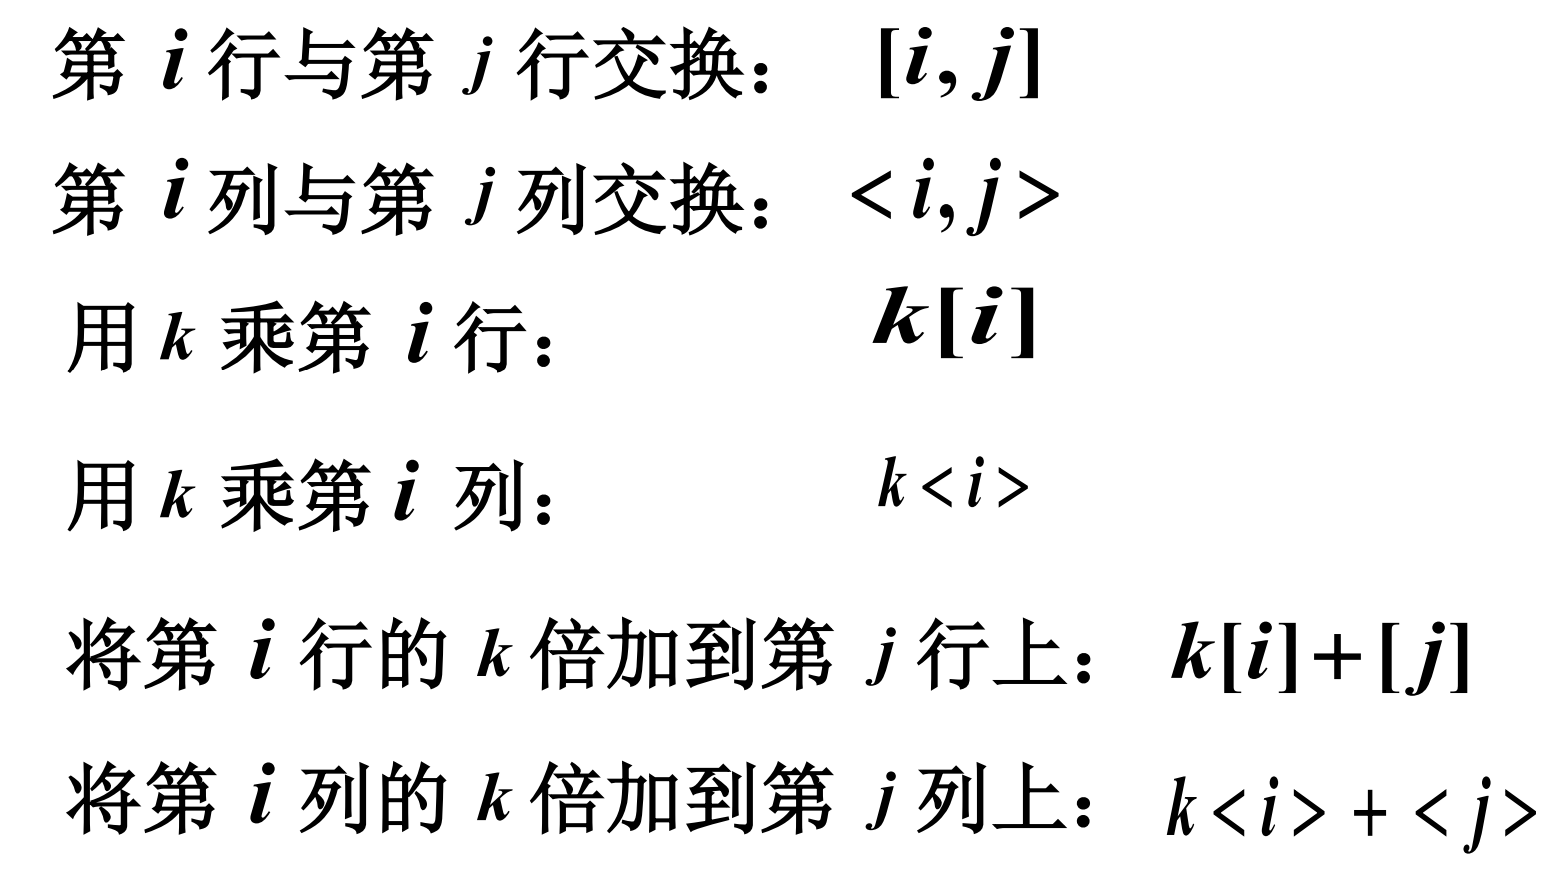 第 i 行与第 j 行交换： [i, j]
第 i 列与第 j 列交换： <i, j>
用 k 乘第 i 行： k[i]
用 k 乘第 i 列： k<i>
将第 i 行的 k 倍加到第 j 行上： k[i]+[j]
将第 i 列的 k 倍加到第 j 列上： k<i>+<j>